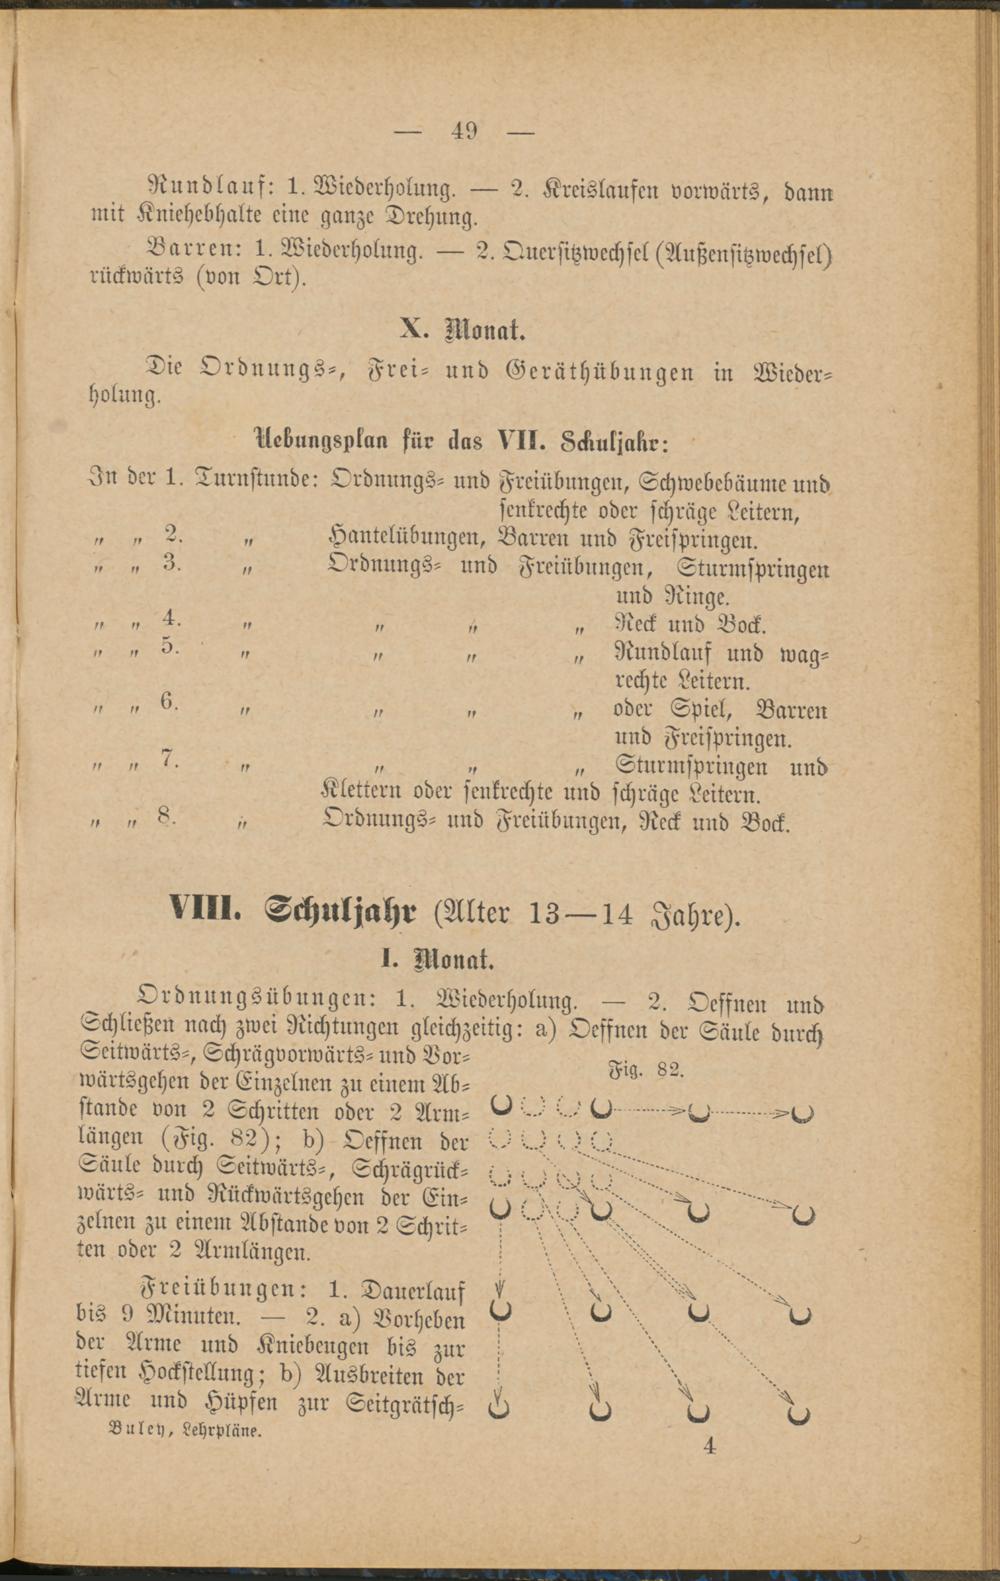 — 49 —
Rundlauf: 1. Wiederholung. — 2. Kreislaufen vorwärts, dann
mit Kniehebhalte eine ganze Drehung.
Barren: 1. Wiederholung. — 2. Quersitzwechsel (Außensitzwechsel)
rückwärts (von Ort).
X. Monat.
Die Ordnungs-, Frei- und Geräthübungen in Wieder-
holung.
Uebungsplan für das VII. Schuljahr:
In der 1. Turnstunde: Ordnungs- und Freiübungen, Schwebebäume und
senkrechte oder schräge Leitern,
„ „ 2. „ Hantelübungen, Barren und Freispringen.
„ „ 3. „ Ordnungs- und Freiübungen, Sturmspringen
und Ringe.
„ „ 4. „ „ „ „ Reck und Bock.
„ „ 5. „ „ „ „ Rundlauf und wag-
rechte Leitern.
„ „ 6. „ „ „ „ oder Spiel, Barren
und Freispringen.
„ „ 7. „ „ „ „ Sturmspringen und
Klettern oder senkrechte und schräge Leitern.
„ „ 8. „ Ordnungs- und Freiübungen, Reck und Bock.
VIII. Schuljahr (Alter 13—14 Jahre).
I. Monat.
Ordnungsübungen: 1. Wiederholung. — 2. Oeffnen und
Schließen nach zwei Richtungen gleichzeitig: a) Oeffnen der Säule durch
Seitwärts-, Schrägvorwärts- und Vor-
wärtsgehen der Einzelnen zu einem Ab-
stande von 2 Schritten oder 2 Arm-
längen (Fig. 82); b) Oeffnen der
Säule durch Seitwärts-, Schrägrück-
wärts- und Rückwärtsgehen der Ein-
zelnen zu einem Abstande von 2 Schrit-
ten oder 2 Armlängen.
Freiübungen: 1. Dauerlauf
bis 9 Minuten. — 2. a) Vorheben
der Arme und Kniebeugen bis zur
tiefen Hockstellung; b) Ausbreiten der
Arme und Hüpfen zur Seitgrätsch-
Fig. 82.
Buley, Lehrpläne.
4